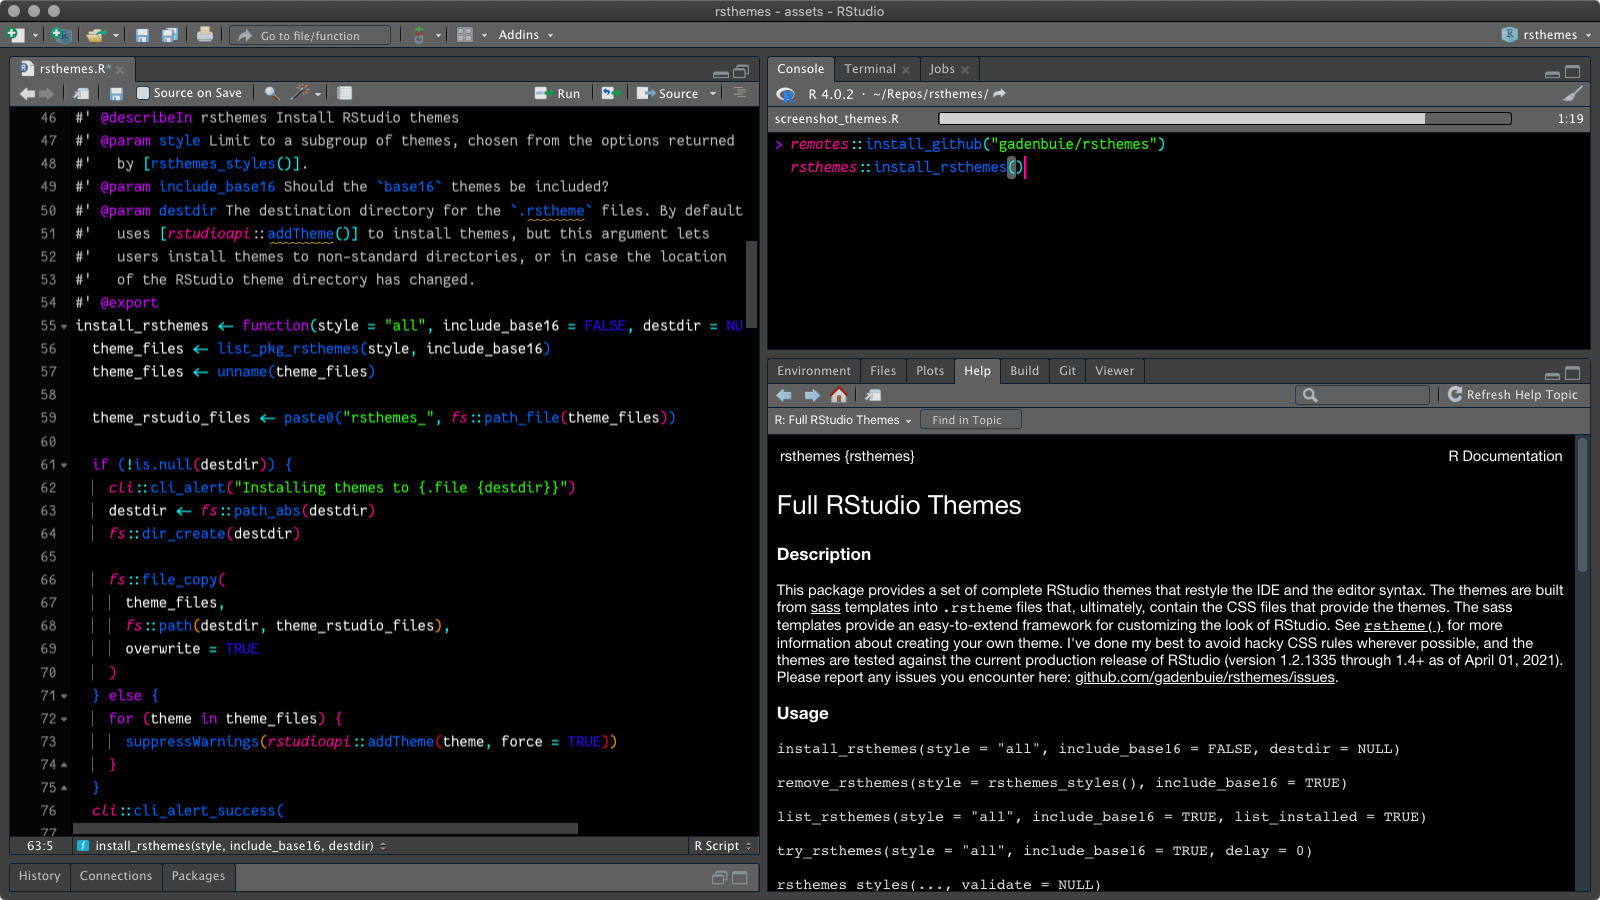 rsthemes - assets - RStudio
Go to file/function
Addins
rsthemes
rsthemes.R*
Source on Save
Run
Source
46 #' @describeIn rsthemes Install RStudio themes
47 #' @param style Limit to a subgroup of themes, chosen from the options returned
48 #'   by [rsthemes_styles()].
49 #' @param include_base16 Should the `base16` themes be included?
50 #' @param destdir The destination directory for the `.rstheme` files. By default
51 #'   uses [rstudioapi::addTheme()] to install themes, but this argument lets
52 #'   users install themes to non-standard directories, or in case the location
53 #'   of the RStudio theme directory has changed.
54 #' @export
55 install_rsthemes <- function(style = "all", include_base16 = FALSE, destdir = NU
56   theme_files <- list_pkg_rsthemes(style, include_base16)
57   theme_files <- unname(theme_files)
58
59   theme_rstudio_files <- paste0("rsthemes_", fs::path_file(theme_files))
60
61   if (!is.null(destdir)) {
62     cli::cli_alert("Installing themes to {.file {destdir}}")
63     destdir <- fs::path_abs(destdir)
64     fs::dir_create(destdir)
65
66     fs::file_copy(
67       theme_files,
68       fs::path(destdir, theme_rstudio_files),
69       overwrite = TRUE
70     )
71   } else {
72     for (theme in theme_files) {
73       suppressWarnings(rstudioapi::addTheme(theme, force = TRUE))
74     }
75   }
76   cli::cli_alert_success(
77
63:5
install_rsthemes(style, include_base16, destdir)
R Script
History
Connections
Packages
Console
Terminal
Jobs
R 4.0.2 · ~/Repos/rsthemes/
screenshot_themes.R
1:19
> remotes::install_github("gadenbuie/rsthemes")
rsthemes::install_rsthemes()
Environment
Files
Plots
Help
Build
Git
Viewer
Refresh Help Topic
R: Full RStudio Themes
Find in Topic
rsthemes {rsthemes}
R Documentation
Full RStudio Themes
Description
This package provides a set of complete RStudio themes that restyle the IDE and the editor syntax. The themes are built
from sass templates into .rstheme files that, ultimately, contain the CSS files that provide the themes. The sass
templates provide an easy-to-extend framework for customizing the look of RStudio. See rstheme() for more
information about creating your own theme. I've done my best to avoid hacky CSS rules wherever possible, and the
themes are tested against the current production release of RStudio (version 1.2.1335 through 1.4+ as of April 01, 2021).
Please report any issues you encounter here: github.com/gadenbuie/rsthemes/issues.
Usage
install_rsthemes(style = "all", include_base16 = FALSE, destdir = NULL)
remove_rsthemes(style = rsthemes_styles(), include_base16 = TRUE)
list_rsthemes(style = "all", include_base16 = TRUE, list_installed = TRUE)
try_rsthemes(style = "all", include_base16 = TRUE, delay = 0)
rsthemes_styles(..., validate = NULL)